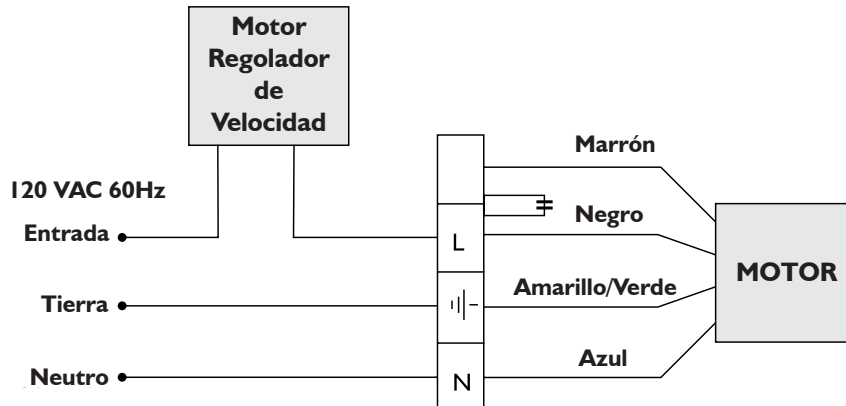 Motor
Regolador
de
Velocidad
120 VAC 60Hz
Entrada
Tierra
Neutro
L
N
Marrón
Negro
Amarillo/Verde
Azul
MOTOR